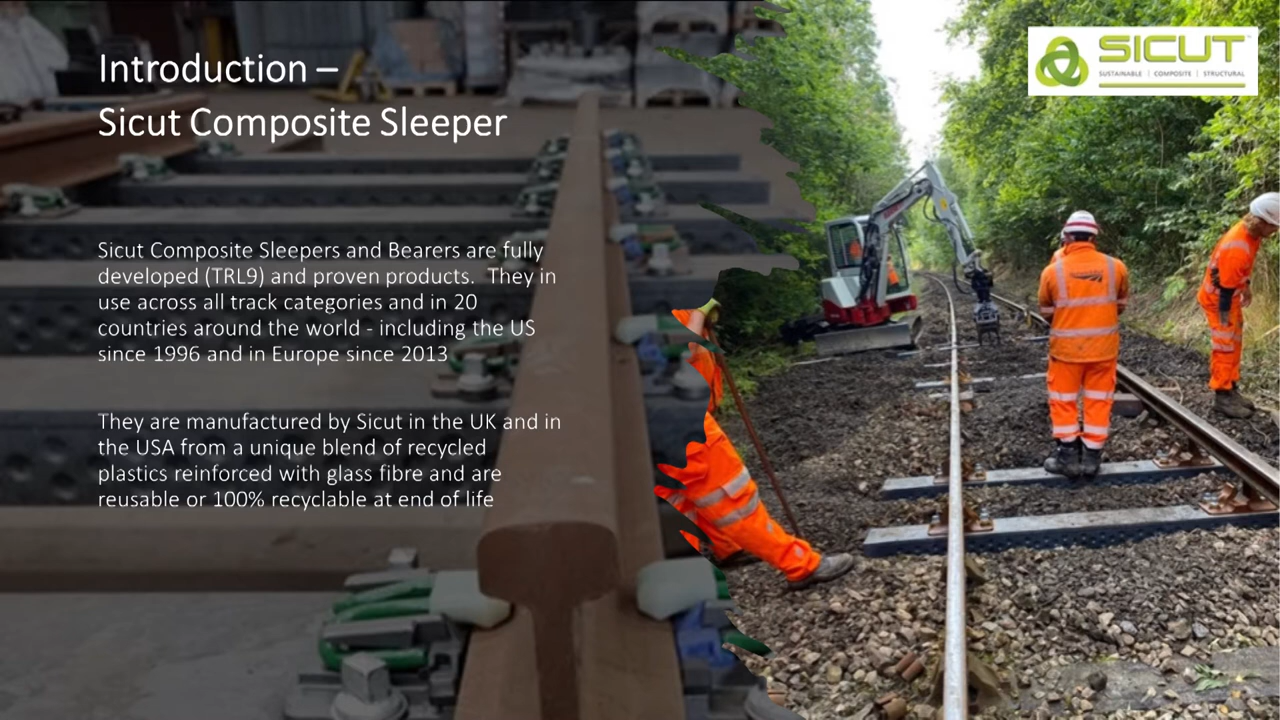 Introduction –
Sicut Composite Sleeper
SICUT
SUSTAINABLE | COMPOSITE | STRUCTURAL
Sicut Composite Sleepers and Bearers are fully
developed (TRL9) and proven products.  They in
use across all track categories and in 20
countries around the world - including the US
since 1996 and in Europe since 2013
They are manufactured by Sicut in the UK and in
the USA from a unique blend of recycled
plastics reinforced with glass fibre and are
reusable or 100% recyclable at end of life